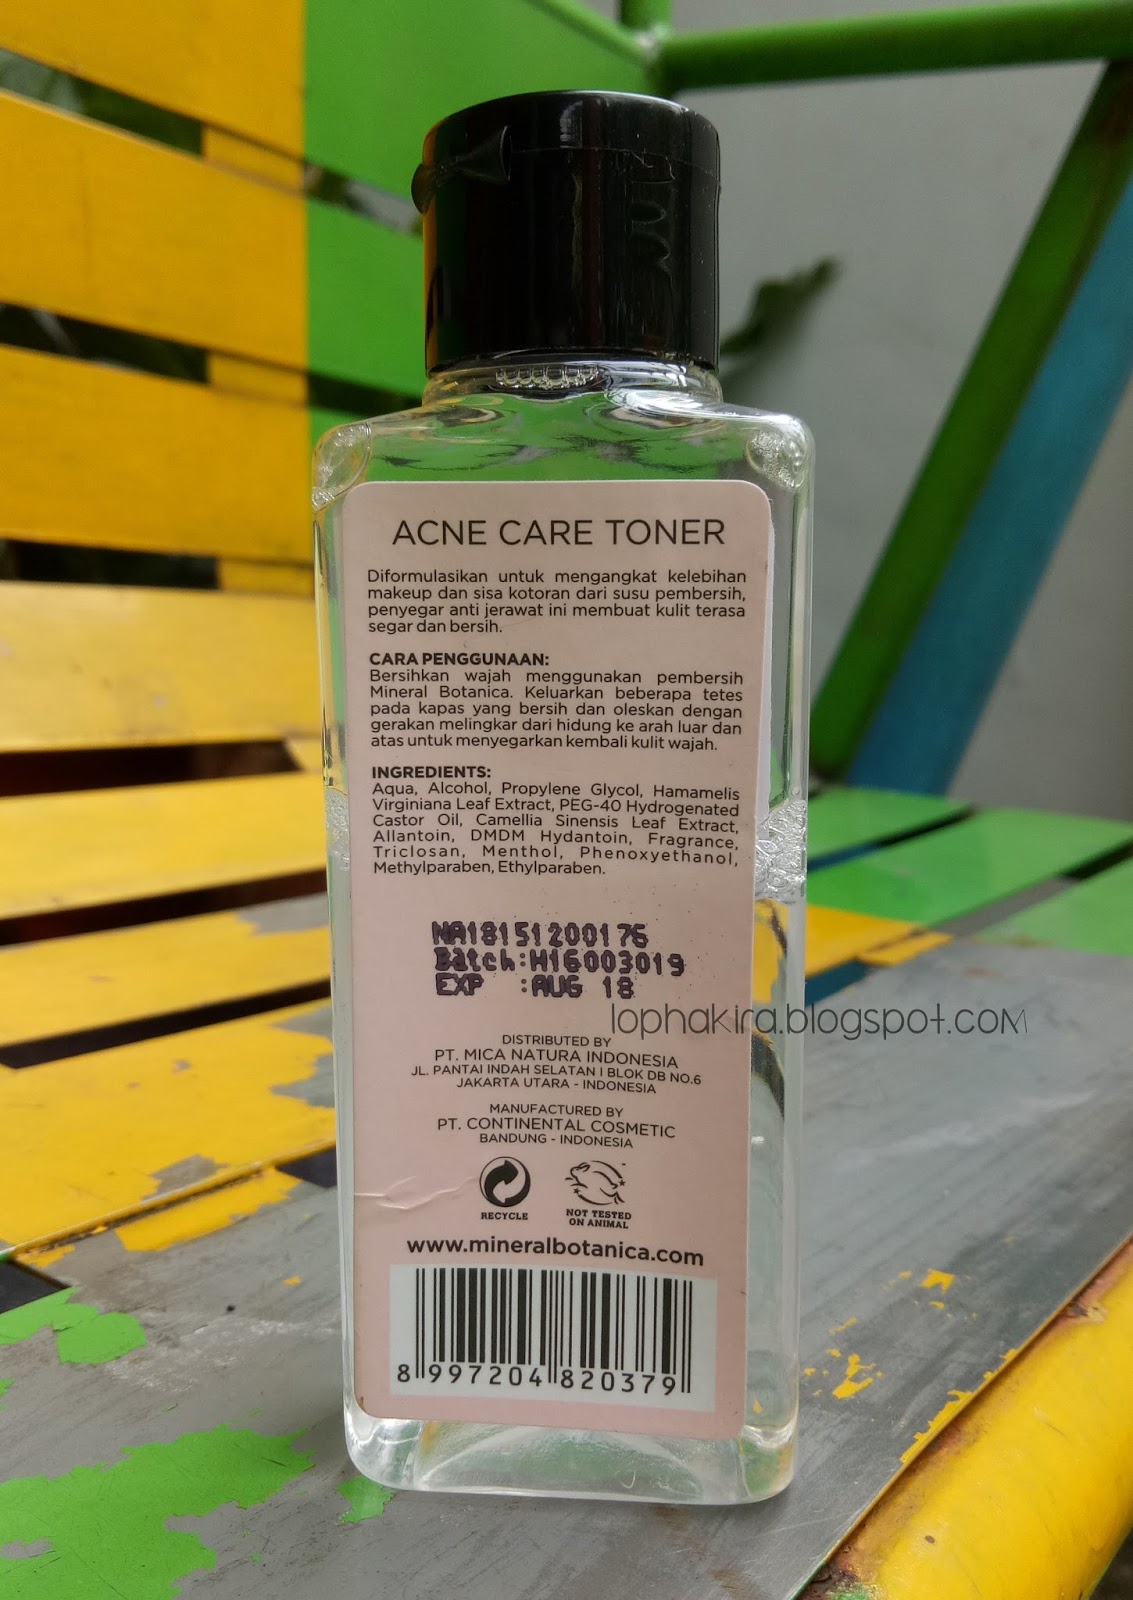 ACNE CARE TONER
Diformulasikan untuk mengangkat kelebihan
makeup dan sisa kotoran dari susu pembersih,
penyegar anti jerawat ini membuat kulit terasa
segar dan bersih.
CARA PENGGUNAAN:
Bersihkan wajah menggunakan pembersih
Mineral Botanica. Keluarkan beberapa tetes
pada kapas yang bersih dan oleskan dengan
gerakan melingkar dari hidung ke arah luar dan
atas untuk menyegarkan kembali kulit wajah.
INGREDIENTS:
Aqua, Alcohol, Propylene Glycol, Hamamelis
Virginiana Leaf Extract, PEG-40 Hydrogenated
Castor Oil, Camellia Sinensis Leaf Extract,
Allantoin, DMDM Hydantoin, Fragrance,
Triclosan, Menthol, Phenoxyethanol,
Methylparaben, Ethylparaben.
NA18151200176
Batch:H16003019
EXP :AUG 18
lophakira.blogspot.com
DISTRIBUTED BY
PT. MICA NATURA INDONESIA
JL. PANTAI INDAH SELATAN I BLOK DB NO.6
JAKARTA UTARA - INDONESIA
MANUFACTURED BY
PT. CONTINENTAL COSMETIC
BANDUNG - INDONESIA
RECYCLE
NOT TESTED
ON ANIMAL
www.mineralbotanica.com
8 997204 820379